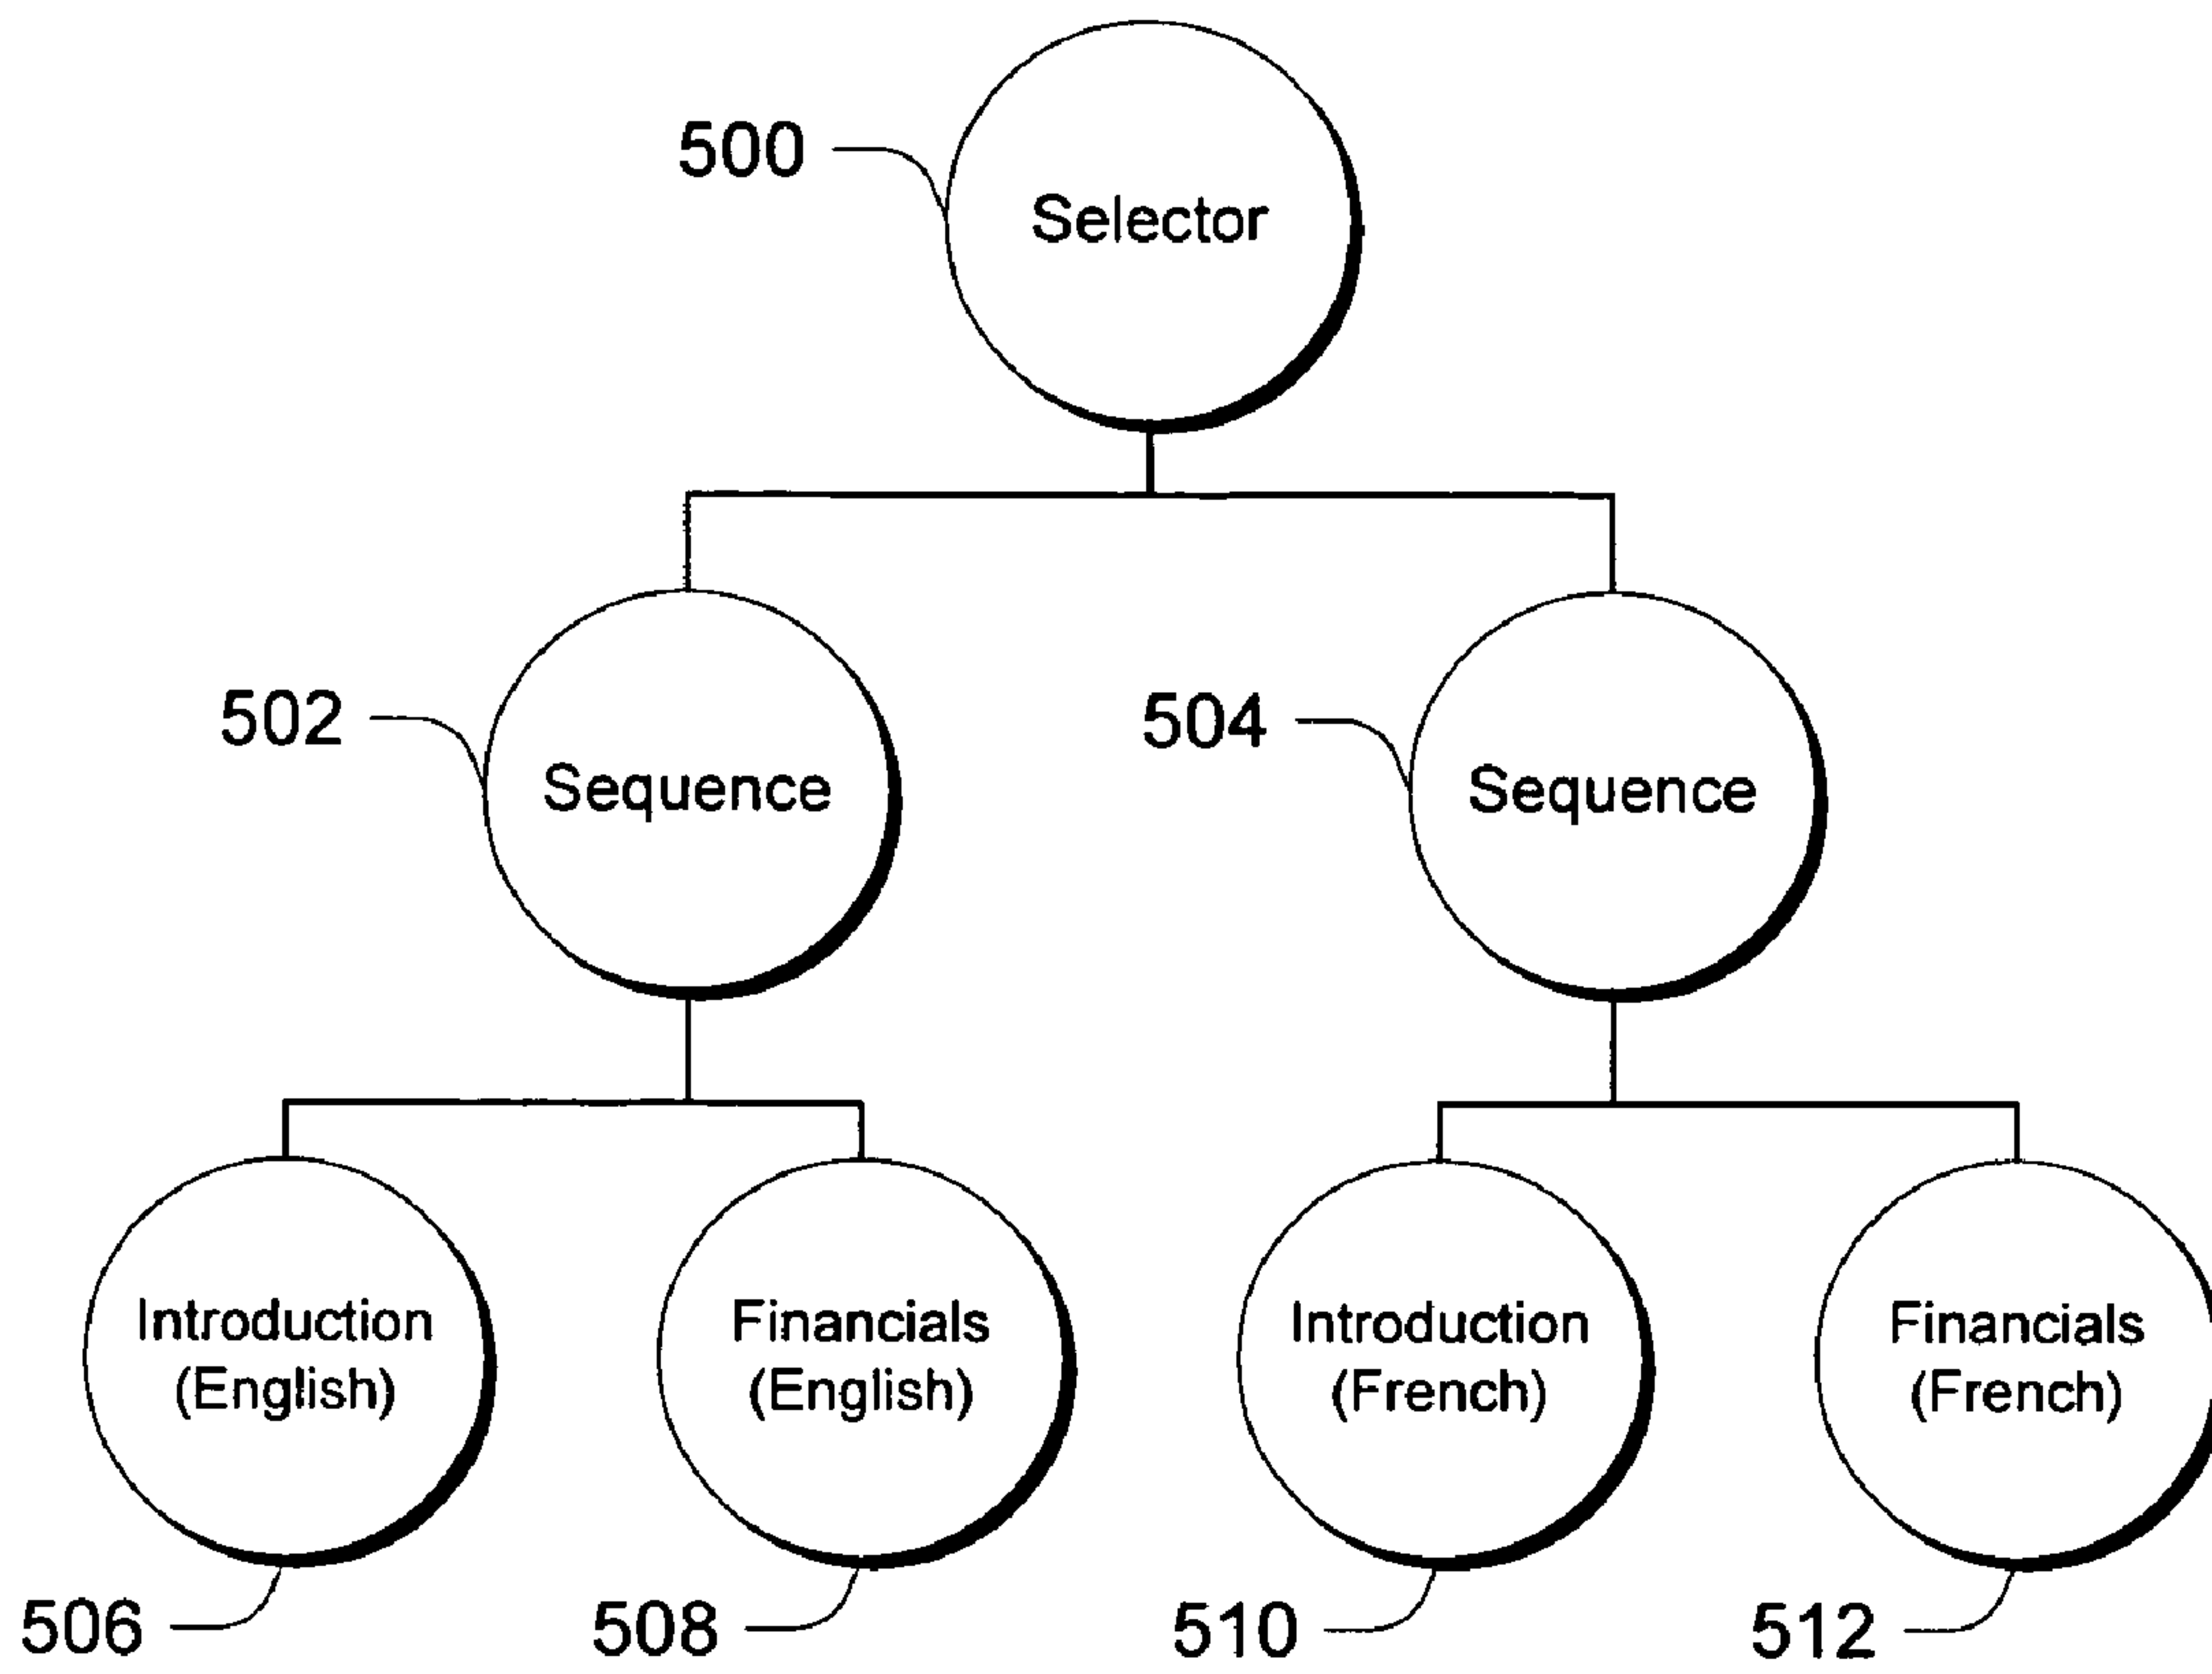 500
Selector
502
Sequence
504
Sequence
Introduction
(English)
Financials
(English)
Introduction
(French)
Financials
(French)
506
508
510
512